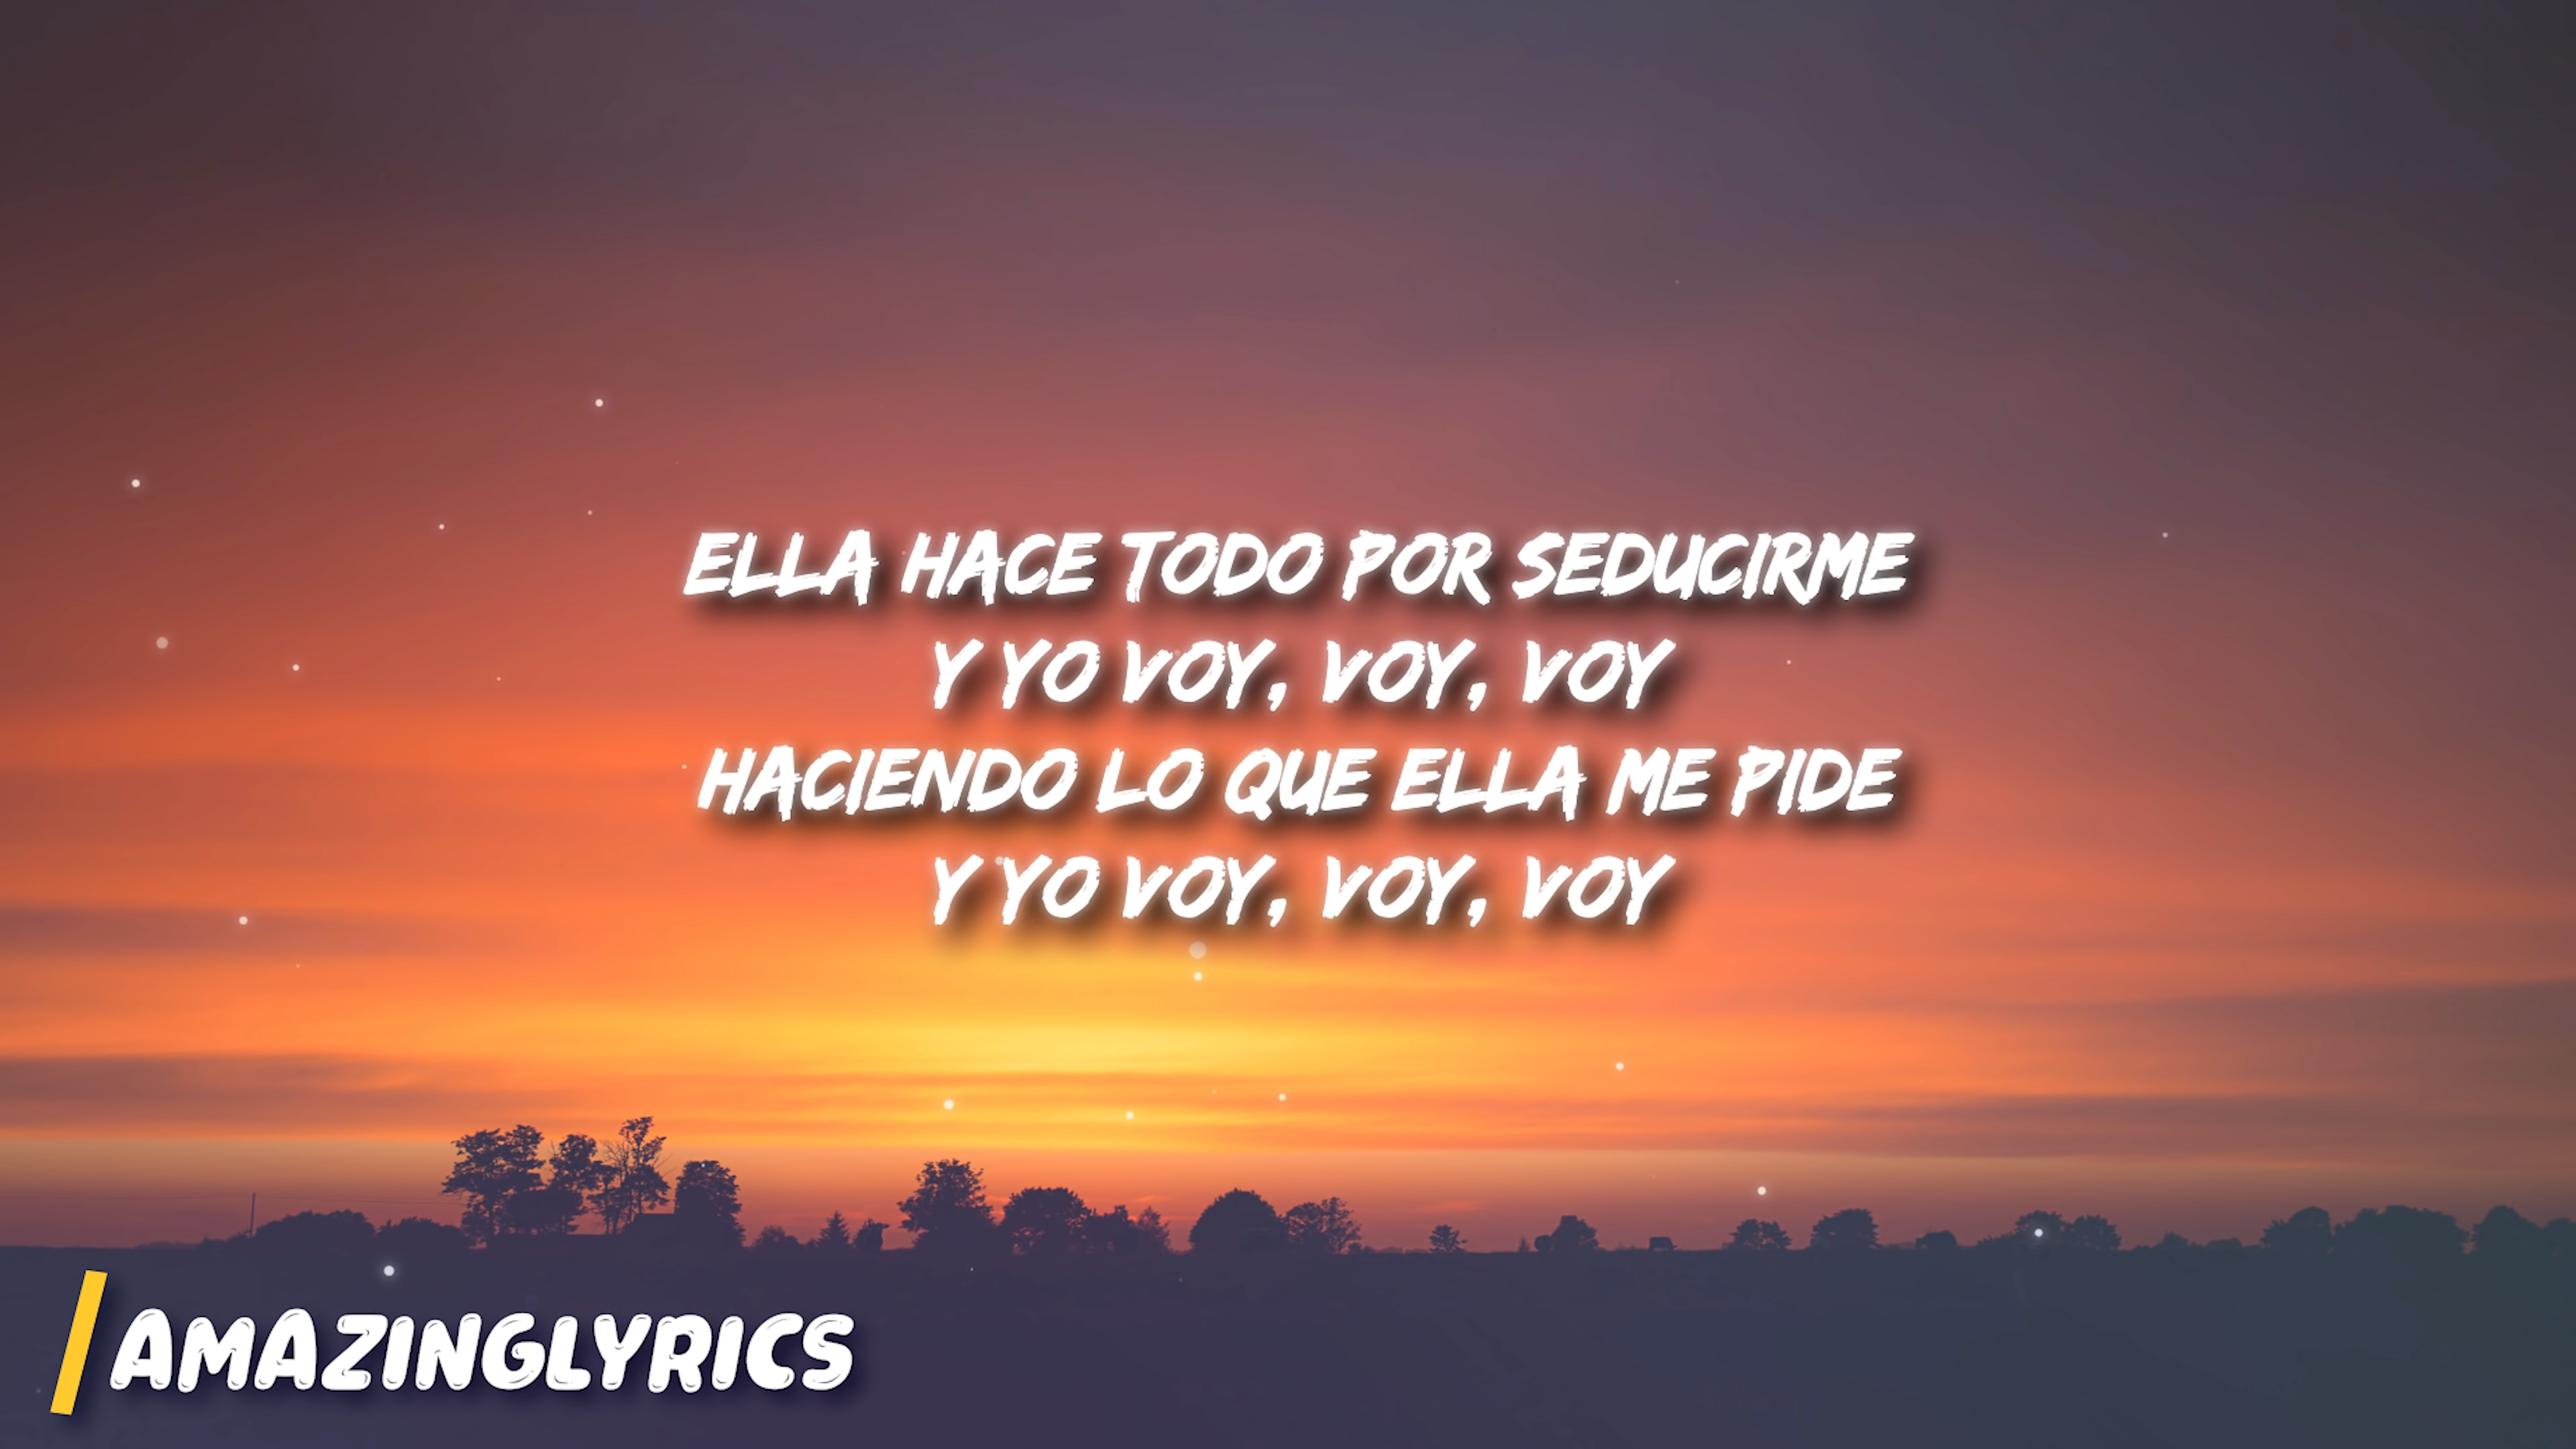 ELLA HACE TODO POR SEDUCIRME
Y YO VOY, VOY, VOY
HACIENDO LO QUE ELLA ME PIDE
Y YO VOY, VOY, VOY
AMAZINGLYRICS